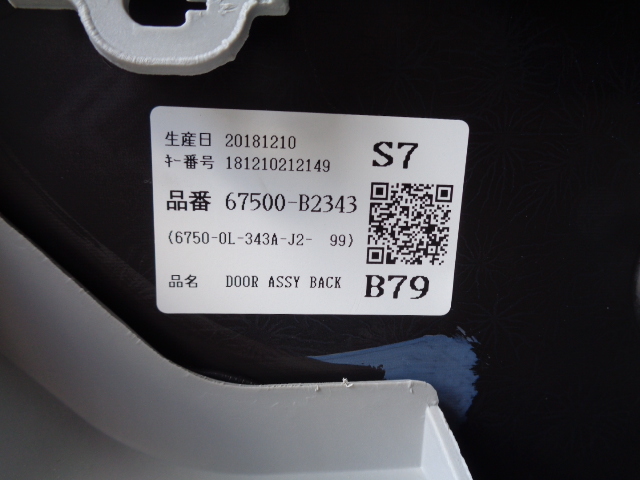 生産日 20181210
ｷｰ番号 181210212149
S7
品番 67500-B2343
(6750-0L-343A-J2- 99)
品名 DOOR ASSY BACK
B79